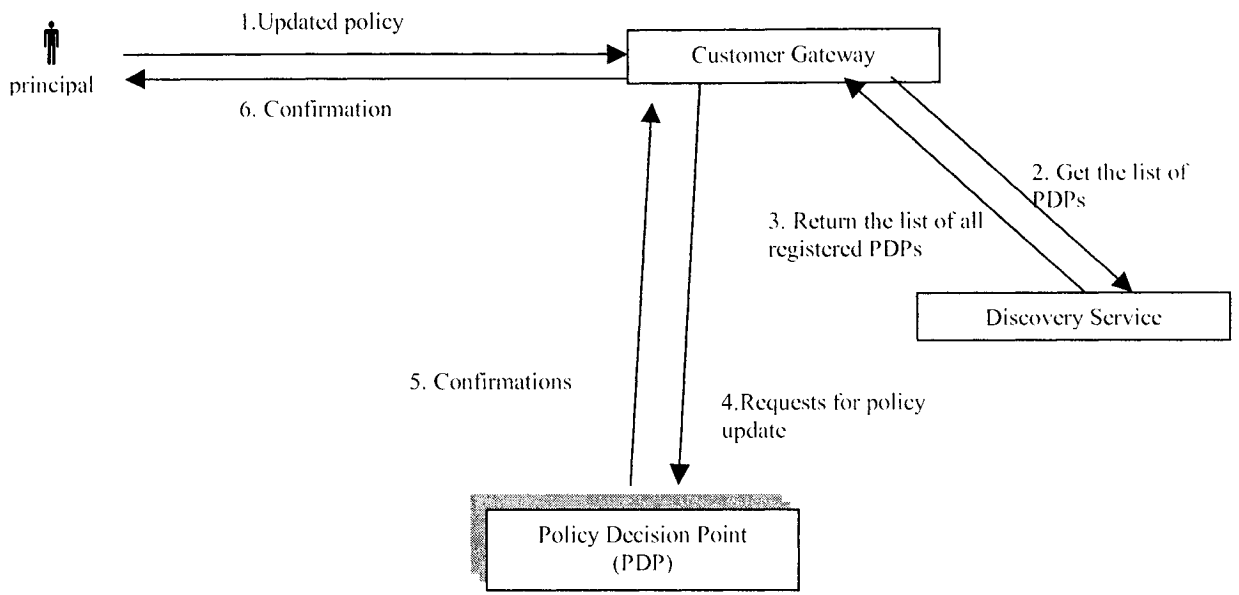 1.Updated policy
principal
Customer Gateway
6. Confirmation
2. Get the list of
PDPs
3. Return the list of all
registered PDPs
Discovery Service
5. Confirmations
4.Requests for policy
update
Policy Decision Point
(PDP)